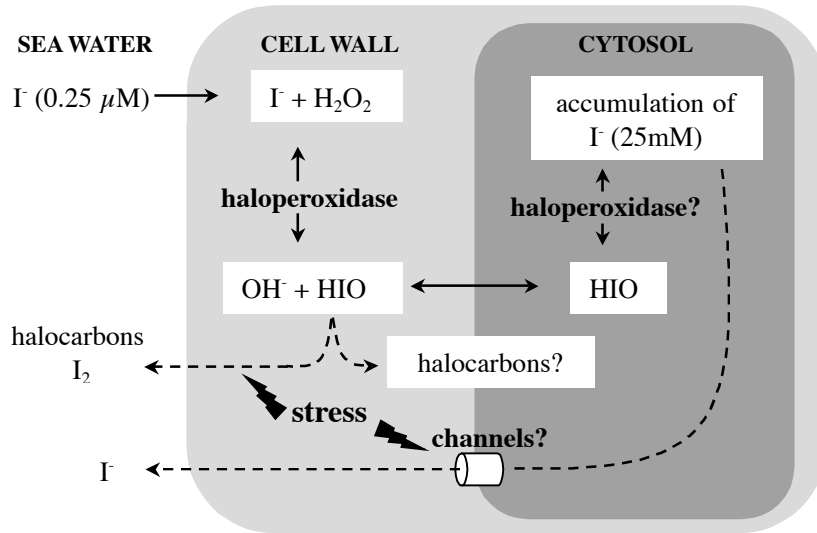 SEA WATER
CELL WALL
CYTOSOL
I⁻ (0.25 µM)
I⁻ + H₂O₂
accumulation of
I⁻ (25mM)
haloperoxidase
haloperoxidase?
OH⁻ + HIO
HIO
halocarbons
I₂
halocarbons?
stress
channels?
I⁻